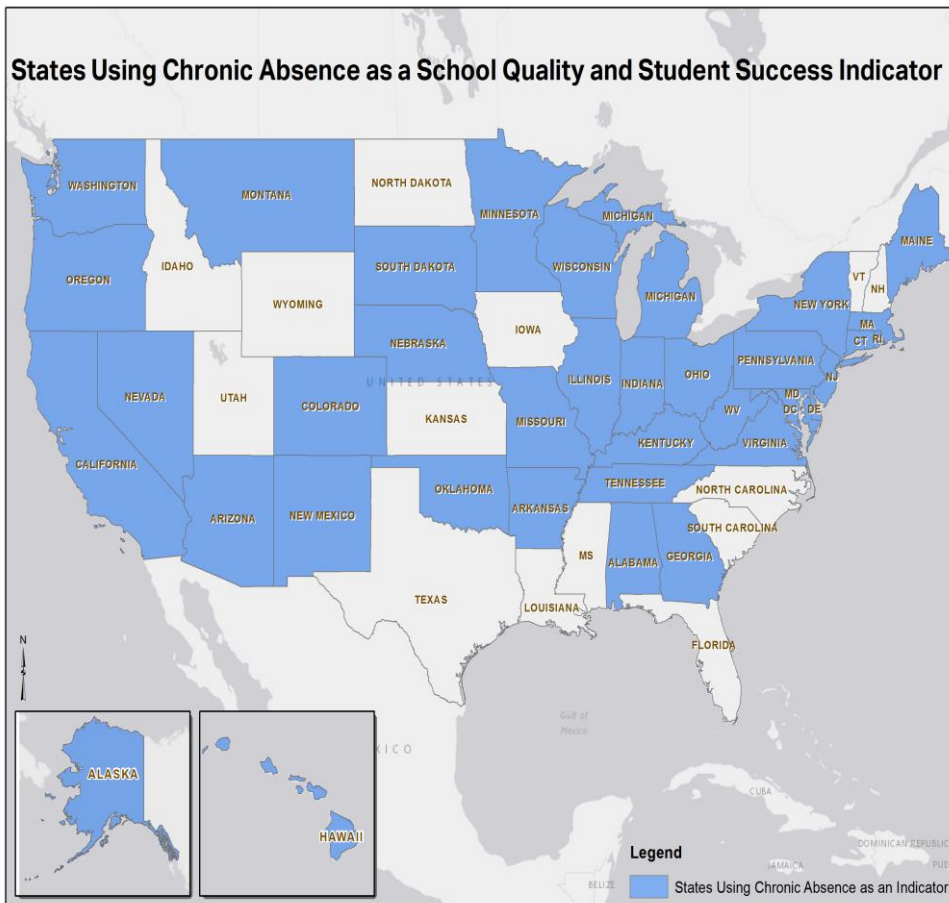 States Using Chronic Absence as a School Quality and Student Success Indicator
WASHINGTON
MONTANA
NORTH DAKOTA
MINNESOTA
MICHIGAN
MAINE
OREGON
IDAHO
SOUTH DAKOTA
WISCONSIN
VT
NH
WYOMING
MICHIGAN
NEW YORK
IOWA
MA
NEBRASKA
CT
RI
UNITED STATES
PENNSYLVANIA
NEVADA
UTAH
COLORADO
ILLINOIS
INDIANA
OHIO
NJ
MD
DC
DE
KANSAS
MISSOURI
WV
KENTUCKY
VIRGINIA
CALIFORNIA
TENNESSEE
OKLAHOMA
NORTH CAROLINA
ARIZONA
NEW MEXICO
ARKANSAS
SOUTH CAROLINA
MS
ALABAMA
GEORGIA
TEXAS
LOUISIANA
FLORIDA
N
Gulf of
Mexico
XICO
ALASKA
CUBA
HAWAII
DOMINICAN REPUBLIC
Legend
JAMAICA
PUE
BELIZE
States Using Chronic Absence as an Indicator